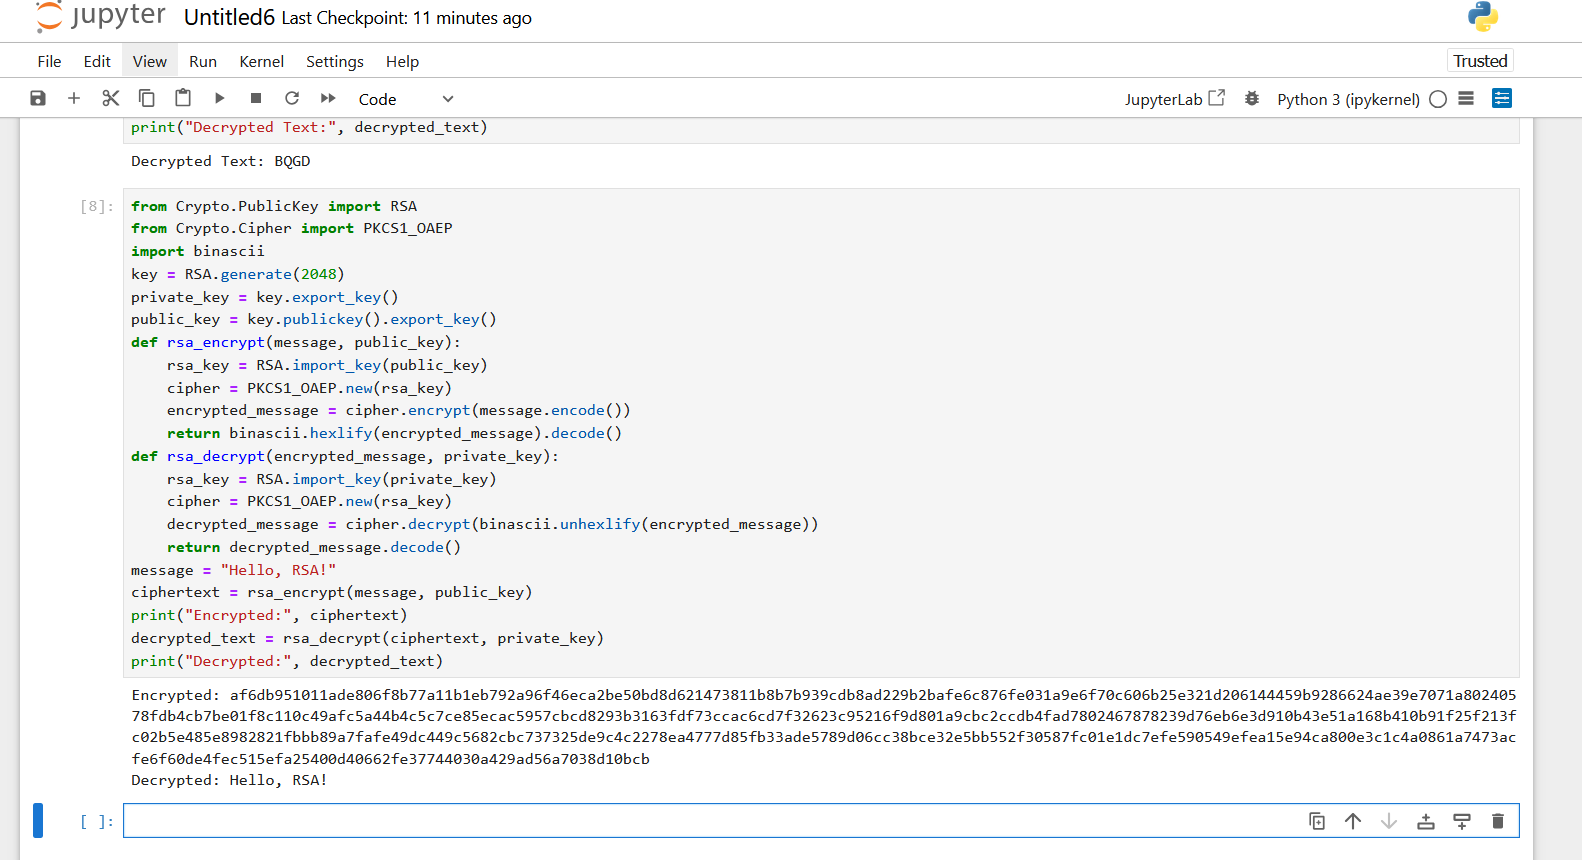 jupyter Untitled6 Last Checkpoint: 11 minutes ago
File Edit View Run Kernel Settings Help Trusted
Code JupyterLab Python 3 (ipykernel)
print("Decrypted Text:", decrypted_text)
Decrypted Text: BQGD
[8]:
from Crypto.PublicKey import RSA
from Crypto.Cipher import PKCS1_OAEP
import binascii
key = RSA.generate(2048)
private_key = key.export_key()
public_key = key.publickey().export_key()
def rsa_encrypt(message, public_key):
    rsa_key = RSA.import_key(public_key)
    cipher = PKCS1_OAEP.new(rsa_key)
    encrypted_message = cipher.encrypt(message.encode())
    return binascii.hexlify(encrypted_message).decode()
def rsa_decrypt(encrypted_message, private_key):
    rsa_key = RSA.import_key(private_key)
    cipher = PKCS1_OAEP.new(rsa_key)
    decrypted_message = cipher.decrypt(binascii.unhexlify(encrypted_message))
    return decrypted_message.decode()
message = "Hello, RSA!"
ciphertext = rsa_encrypt(message, public_key)
print("Encrypted:", ciphertext)
decrypted_text = rsa_decrypt(ciphertext, private_key)
print("Decrypted:", decrypted_text)
Encrypted: af6db951011ade806f8b77a11b1eb792a96f46eca2be50bd8d621473811b8b7b939cdb8ad229b2bafe6c876fe031a9e6f70c606b25e321d206144459b9286624ae39e7071a802405
78fdb4cb7be01f8c110c49afc5a44b4c5c7ce85ecac5957cbcd8293b3163fdf73ccac6cd7f32623c95216f9d801a9cbc2ccdb4fad7802467878239d76eb6e3d910b43e51a168b410b91f25f213f
c02b5e485e8982821fbbb89a7fafe49dc449c5682cbc737325de9c4c2278ea4777d85fb33ade5789d06cc38bce32e5bb552f30587fc01e1dc7efe590549efea15e94ca800e3c1c4a0861a7473ac
fe6f60de4fec515efa25400d40662fe37744030a429ad56a7038d10bcb
Decrypted: Hello, RSA!
[ ]: